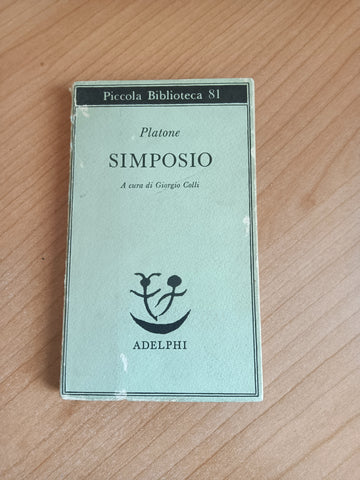 Piccola Biblioteca 81
Platone
SIMPOSIO
A cura di Giorgio Colli
ADELPHI